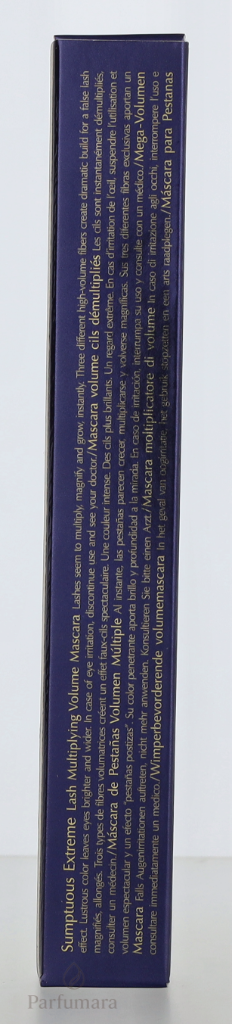 Sumptuous Extreme Lash Multiplying Volume Mascara Lashes seem to multiply, magnify and grow, instantly. Three different high-volume fibers create dramatic build for a false lash
effect. Lustrous color leaves eyes brighter and wider. In case of eye irritation, discontinue use and see your doctor./Mascara volume cils démultipliés Les cils sont instantanément démultipliés,
magnifiés, allongés. Trois types de fibres volumatrices créent un effet faux-cils spectaculaire. Une couleur intense. Des cils plus brillants. Un regard extrême. En cas d'irritation de l'œil, suspendre l'utilisation et
consulter un médecin./Máscara de Pestañas Volumen Múltiple Al instante, las pestañas parecen crecer, multiplicarse y volverse magníficas. Sus tres diferentes fibras exclusivas aportan un
volumen espectacular y un efecto "pestañas postizas". Su color penetrante aporta brillo y profundidad a la mirada. En caso de irritación, interrumpa su uso y consulte con un médico./Mega-Volumen
Mascara Falls Augenirritationen auftreten, nicht mehr anwenden. Konsultieren Sie bitte einen Arzt./Mascara moltiplicatore di volume In caso di irritazione agli occhi, interrompere l'uso e
consultare immediatamente un medico./Wimperbevorderende volumemascara In het geval van oogirritatie, het gebruik stopzetten en een arts raadplegen./Máscara para Pestanas
Parfumara